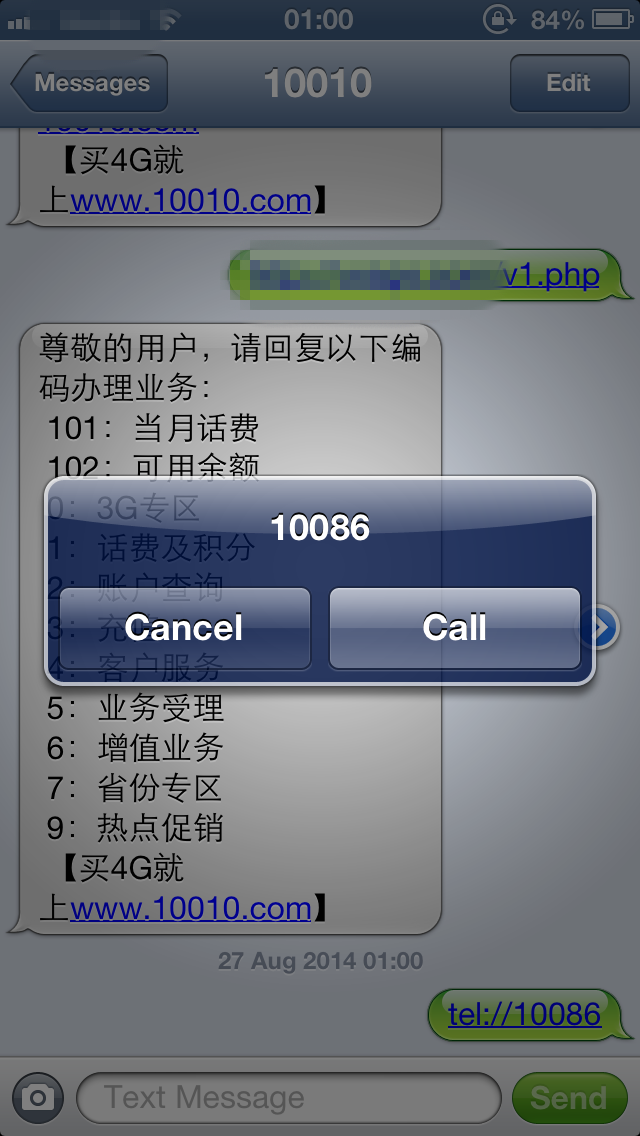 01:00
84%
Messages
10010
Edit
10010.com
【买4G就
上www.10010.com】
/v1.php
尊敬的用户，请回复以下编
码办理业务：
101：当月话费
102：可用余额
0：3G专区
1：话费及积分
2：账户查询
3：充
4：客户服务
5：业务受理
6：增值业务
7：省份专区
9：热点促销
【买4G就
上www.10010.com】
10086
Cancel
Call
27 Aug 2014 01:00
tel://10086
Text Message
Send